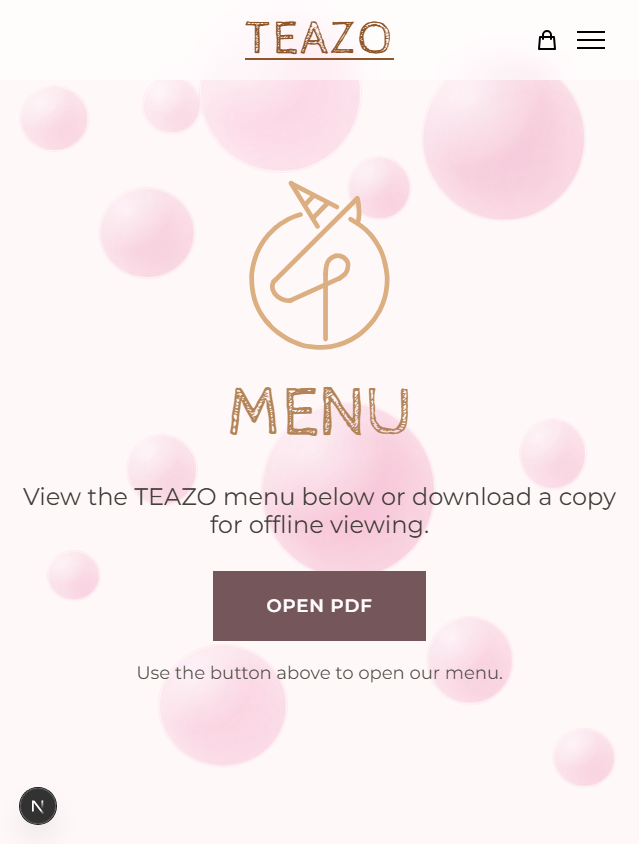 TEAZO
MENU
View the TEAZO menu below or download a copy
for offline viewing.
OPEN PDF
Use the button above to open our menu.
N